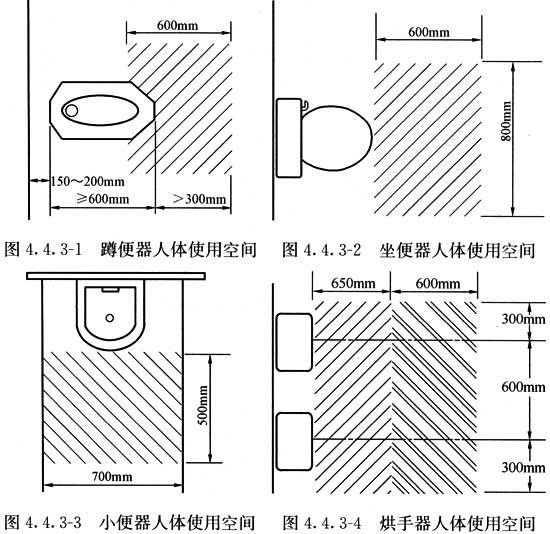 600mm
150～200mm
≥600mm
>300mm
图 4.4.3-1 蹲便器人体使用空间
600mm
800mm
图 4.4.3-2 坐便器人体使用空间
500mm
700mm
图 4.4.3-3 小便器人体使用空间
650mm
600mm
300mm
600mm
300mm
图 4.4.3-4 烘手器人体使用空间